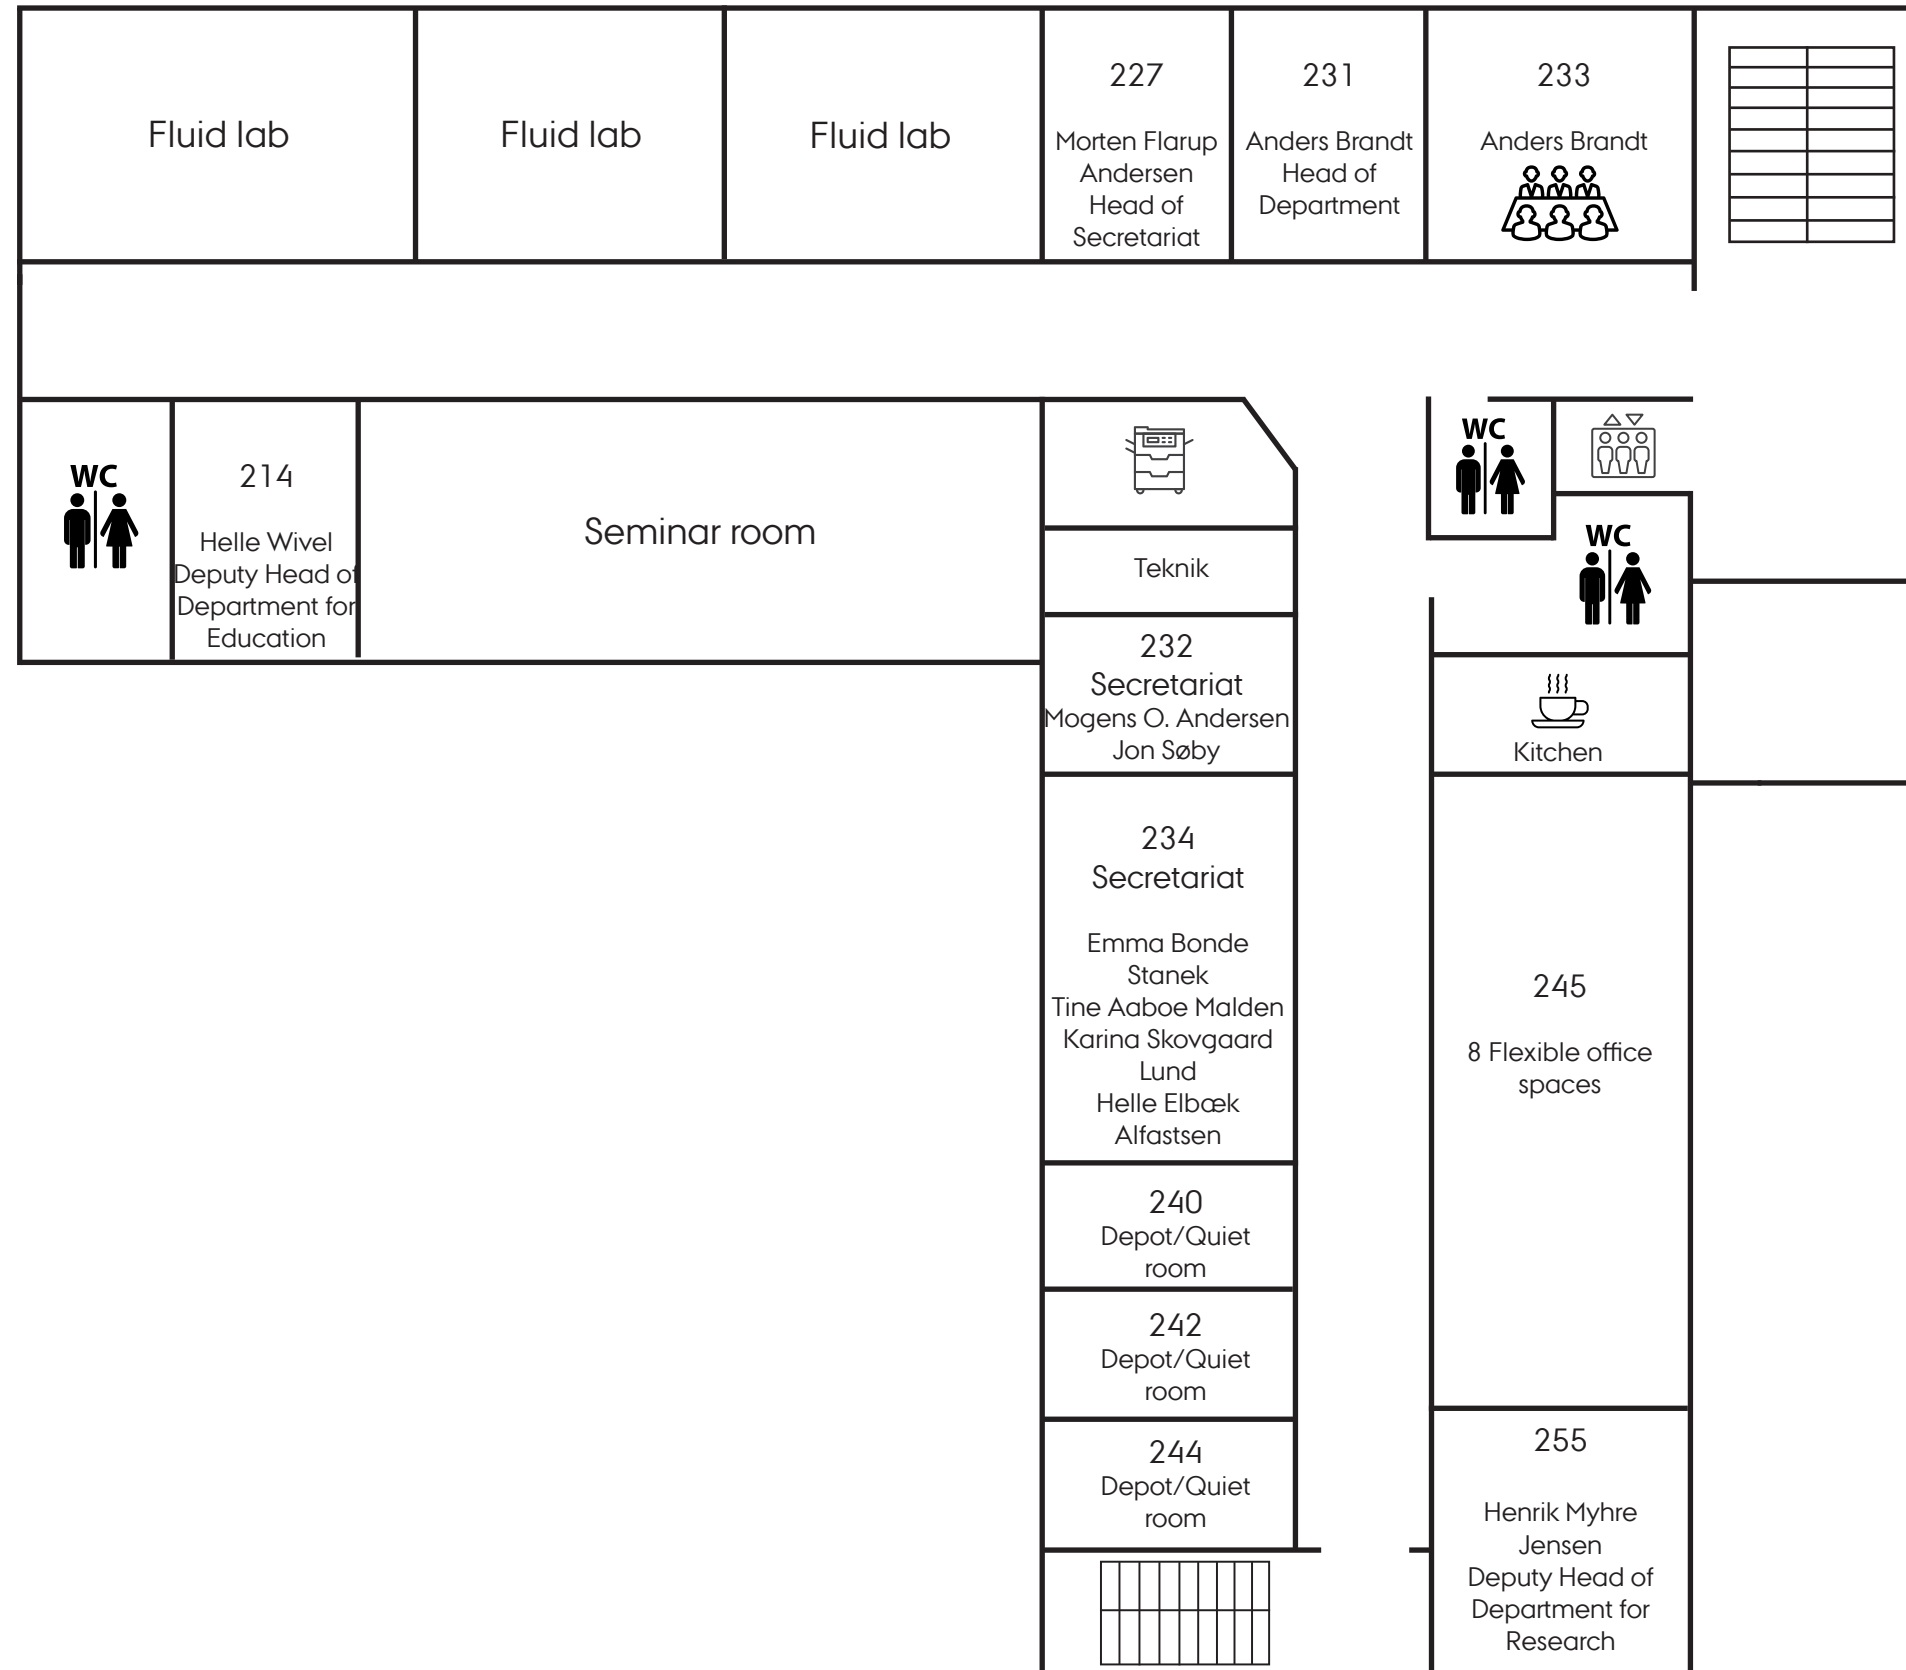 Fluid lab
Fluid lab
Fluid lab
227
Morten Flarup
Andersen
Head of
Secretariat
231
Anders Brandt
Head of
Department
233
Anders Brandt
WC
214
Helle Wivel
Deputy Head of
Department for
Education
Seminar room
Teknik
232
Secretariat
Mogens O. Andersen
Jon Søby
234
Secretariat
Emma Bonde
Stanek
Tine Aaboe Malden
Karina Skovgaard
Lund
Helle Elbæk
Alfastsen
240
Depot/Quiet
room
242
Depot/Quiet
room
244
Depot/Quiet
room
WC
WC
Kitchen
245
8 Flexible office
spaces
255
Henrik Myhre
Jensen
Deputy Head of
Department for
Research